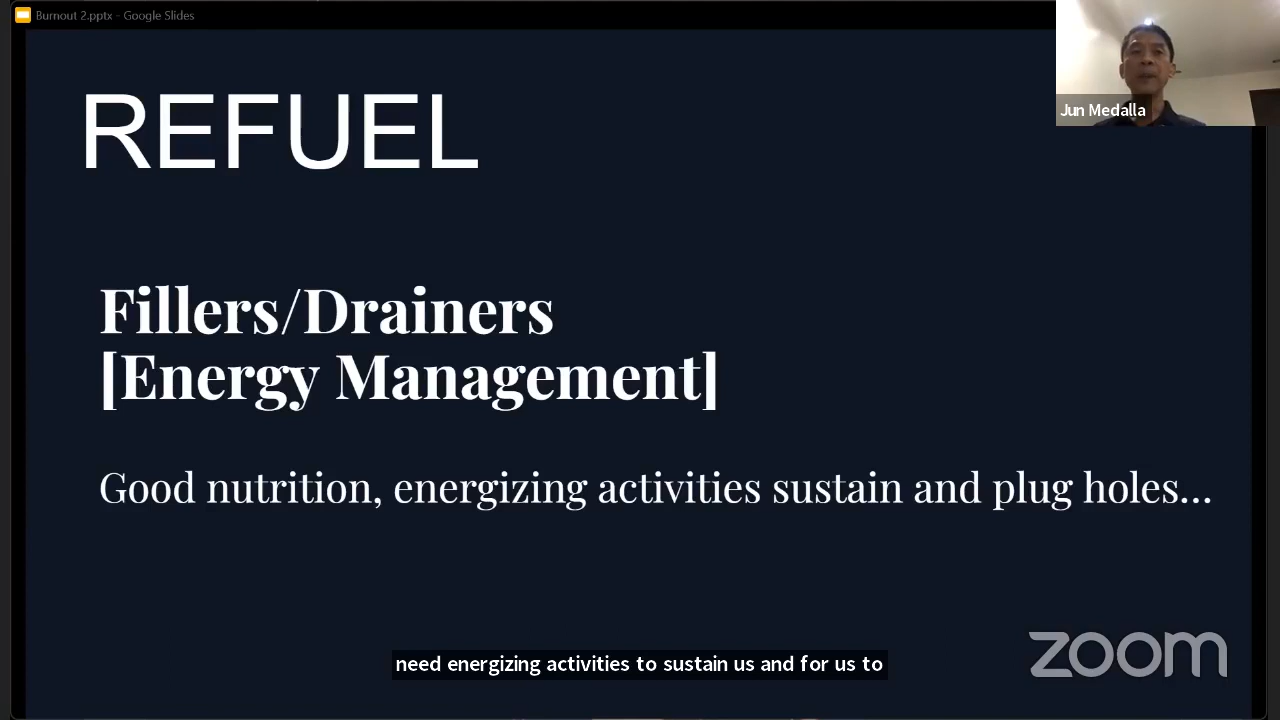 Burnout 2.pptx - Google Slides
Jun Medalla
REFUEL
Fillers/Drainers
[Energy Management]
Good nutrition, energizing activities sustain and plug holes...
need energizing activities to sustain us and for us to
zoom